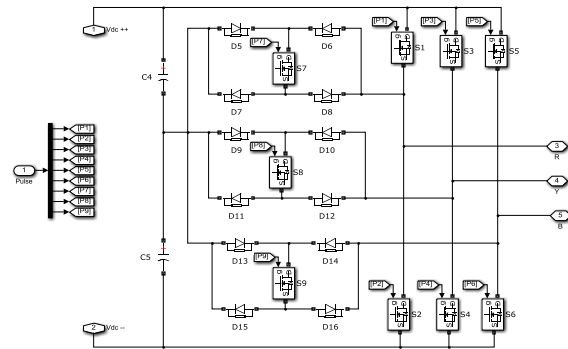 1 Vdc ++
[P1] [P3] [P5]
D5 D6
[P7]
S1 S3 S5
S7
C4
D7 D8
D9 D10
[P1]
[P2]
[P3]
[P4]
[P5]
[P6]
[P7]
[P8]
[P9]
1
Pulse
[P8]
S8
3
R
4
Y
D11 D12
5
B
C5
D13 D14
[P9]
S9
[P2] [P4] [P6]
D15 D16
S2 S4 S6
2 Vdc --